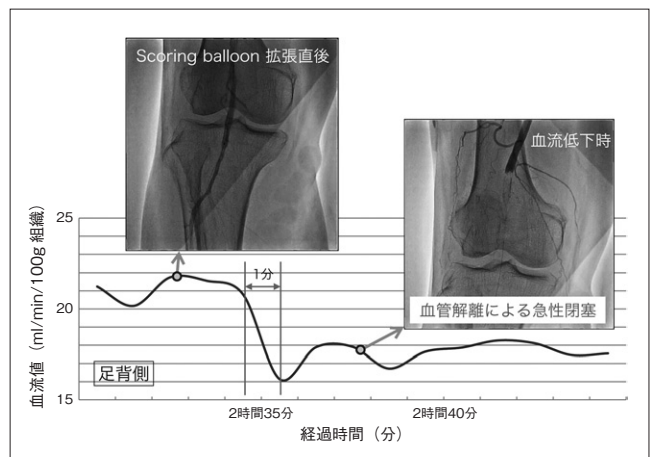 Scoring balloon 拡張直後
血流低下時
25
1分
20
血管解離による急性閉塞
足背側
15
血流値（ml/min/100g 組織）
2時間35分
2時間40分
経過時間（分）